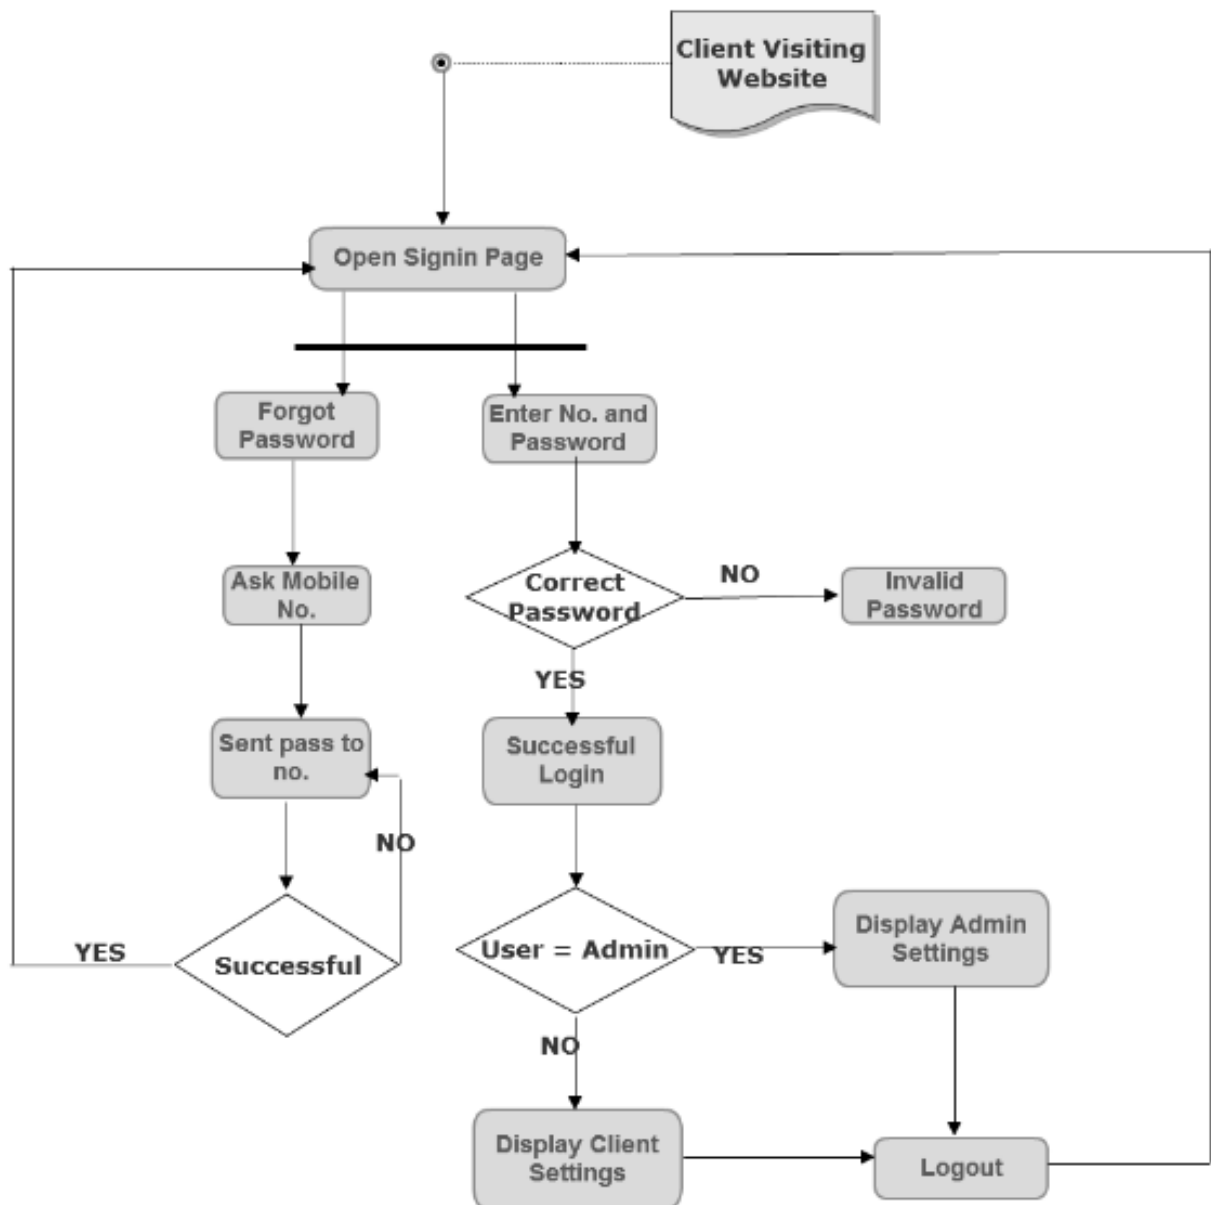 Client Visiting
Website
Open Signin Page
Forgot
Password
Enter No. and
Password
Ask Mobile
No.
Correct
Password
NO
Invalid
Password
YES
Sent pass to
no.
Successful
Login
NO
YES
Successful
User = Admin
YES
Display Admin
Settings
NO
Display Client
Settings
Logout